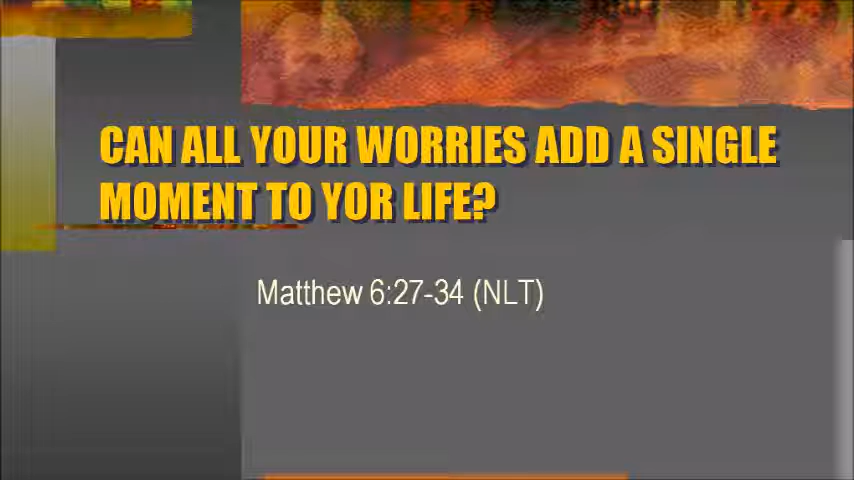 CAN ALL YOUR WORRIES ADD A SINGLE
MOMENT TO YOR LIFE?
Matthew 6:27-34 (NLT)